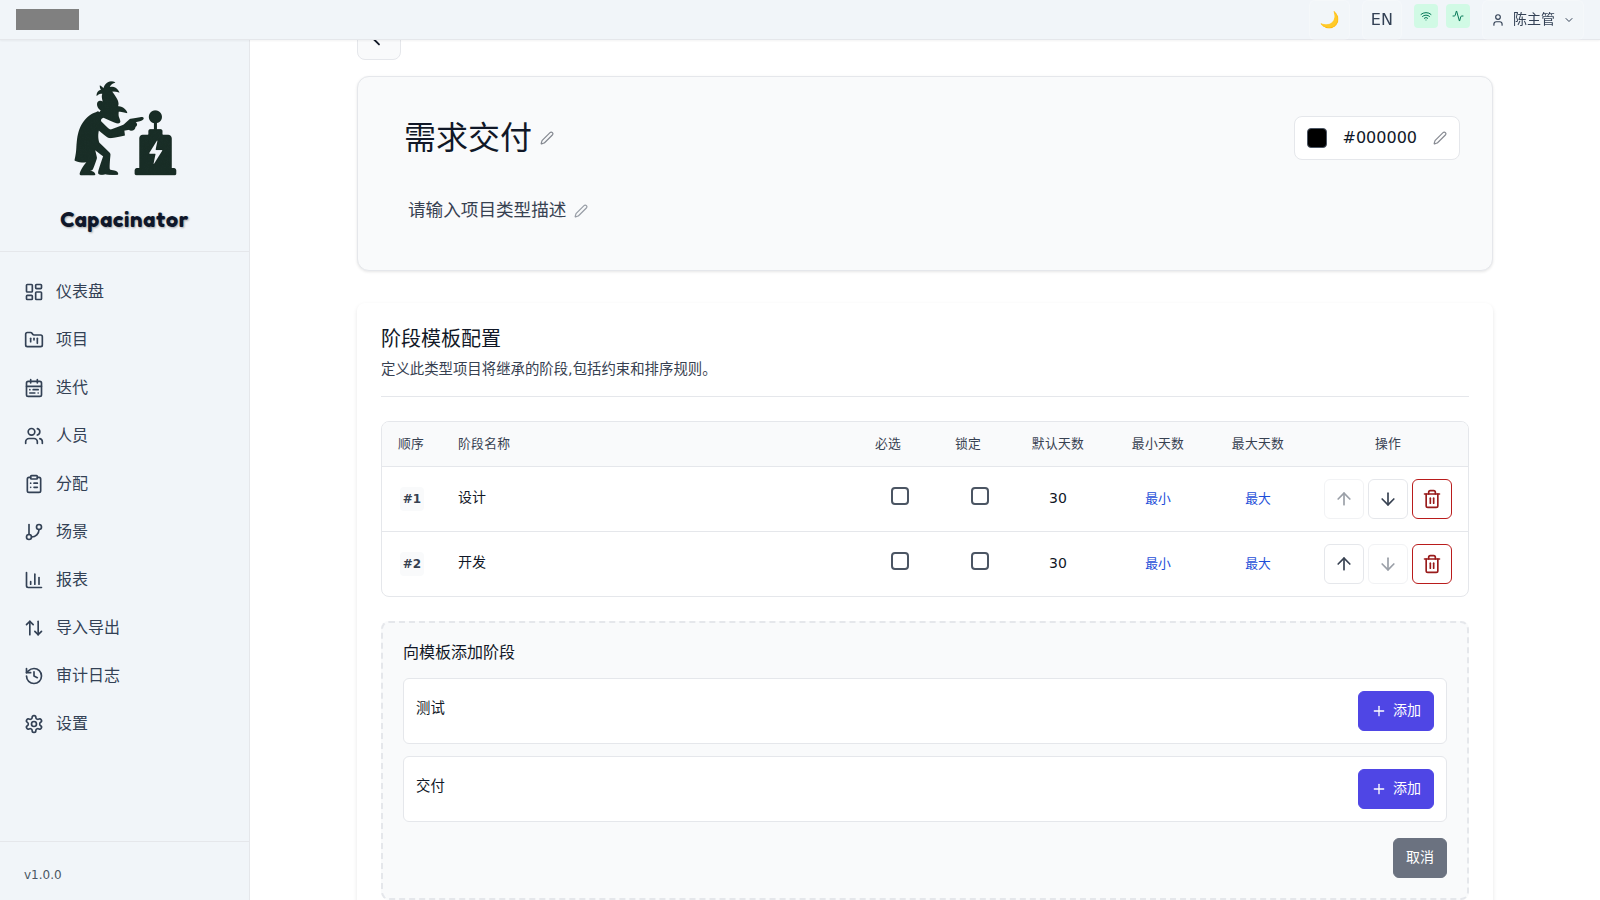 EN
陈主管
Capacinator
仪表盘
项目
迭代
人员
分配
场景
报表
导入导出
审计日志
设置
v1.0.0
需求交付
#000000
请输入项目类型描述
阶段模板配置
定义此类型项目将继承的阶段,包括约束和排序规则。
顺序 阶段名称 必选 锁定 默认天数 最小天数 最大天数 操作
#1 设计 30 最小 最大
#2 开发 30 最小 最大
向模板添加阶段
测试 添加
交付 添加
取消